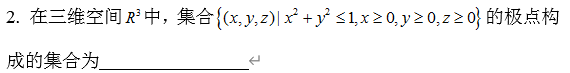 2. 在三维空间 R³ 中，集合{(x, y, z) | x² + y² ≤1, x ≥ 0, y ≥ 0, z ≥ 0} 的极点构
成的集合为________________↵